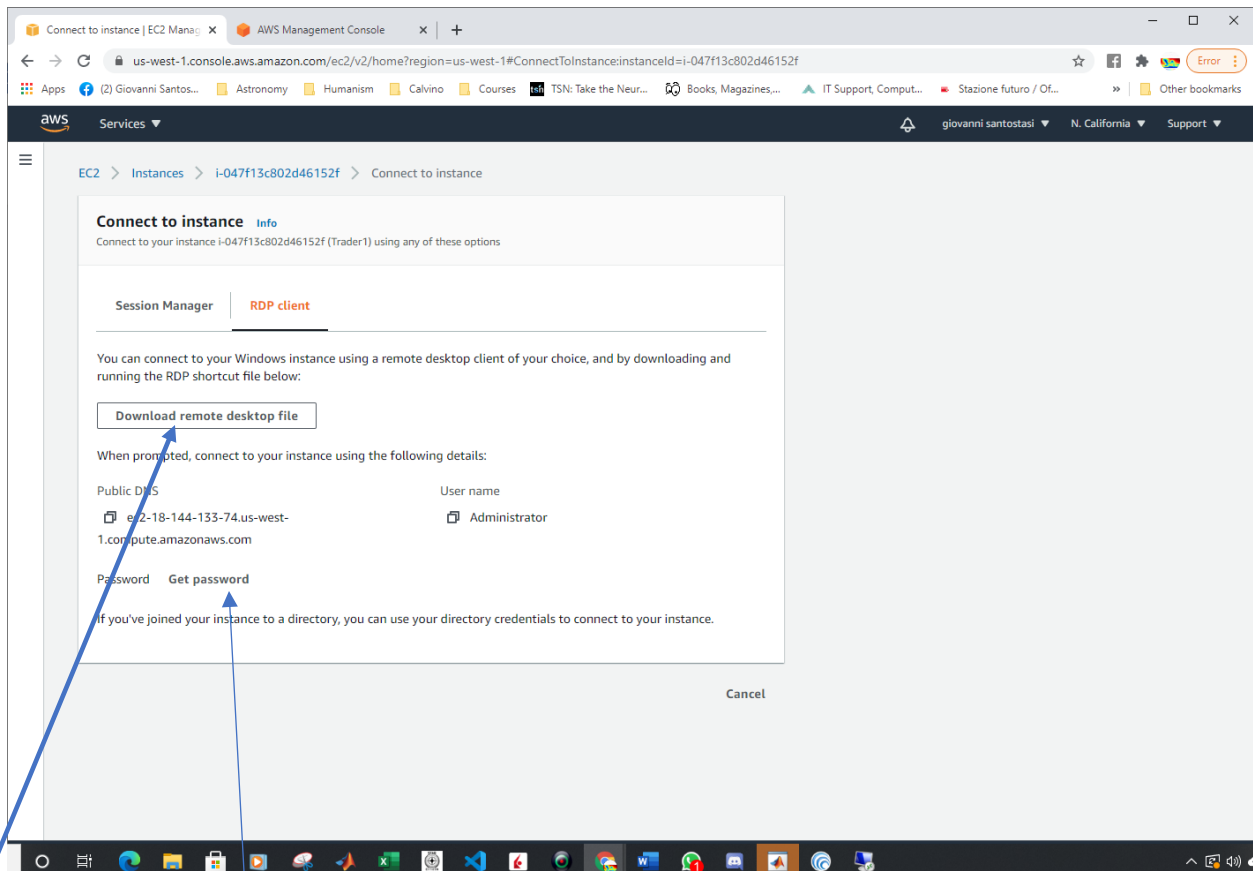 Connect to instance | EC2 Manag
AWS Management Console
us-west-1.console.aws.amazon.com/ec2/v2/home?region=us-west-1#ConnectToInstance:instanceId=i-047f13c802d46152f
Error
Apps (2) Giovanni Santos... Astronomy Humanism Calvino Courses tsh TSN: Take the Neur... Books, Magazines,... IT Support, Comput... Stazione futuro / Of... » Other bookmarks
aws Services ▼ giovanni santostasi ▼ N. California ▼ Support ▼
EC2 > Instances > i-047f13c802d46152f > Connect to instance
Connect to instance Info
Connect to your instance i-047f13c802d46152f (Trader1) using any of these options
Session Manager RDP client
You can connect to your Windows instance using a remote desktop client of your choice, and by downloading and
running the RDP shortcut file below:
Download remote desktop file
When prompted, connect to your instance using the following details:
Public DNS User name
ec2-18-144-133-74.us-west- Administrator
1.compute.amazonaws.com
Password Get password
If you've joined your instance to a directory, you can use your directory credentials to connect to your instance.
Cancel